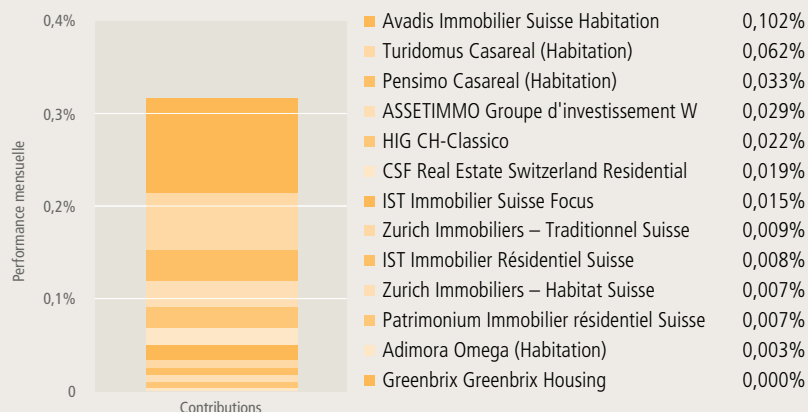 0,4%
0,3%
0,2%
0,1%
0
Performance mensuelle
Contributions
Avadis Immobilier Suisse Habitation 0,102%
Turidomus Casareal (Habitation) 0,062%
Pensimo Casareal (Habitation) 0,033%
ASSETIMMO Groupe d'investissement W 0,029%
HIG CH-Classico 0,022%
CSF Real Estate Switzerland Residential 0,019%
IST Immobilier Suisse Focus 0,015%
Zurich Immobiliers – Traditionnel Suisse 0,009%
IST Immobilier Résidentiel Suisse 0,008%
Zurich Immobiliers – Habitat Suisse 0,007%
Patrimonium Immobilier résidentiel Suisse 0,007%
Adimora Omega (Habitation) 0,003%
Greenbrix Greenbrix Housing 0,000%